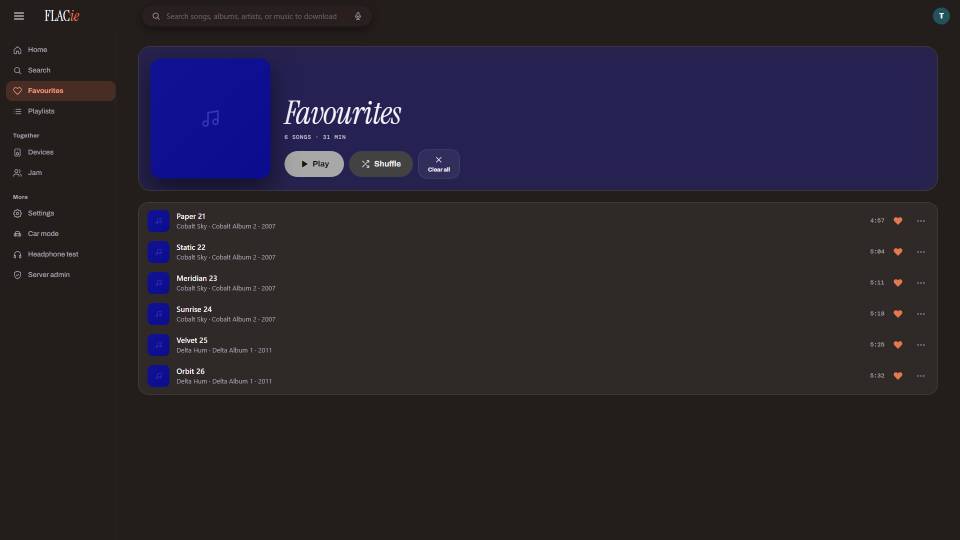 FLACie
Search songs, albums, artists, or music to download
T
Home
Search
Favourites
Playlists
Together
Devices
Jam
More
Settings
Car mode
Headphone test
Server admin
Favourites
6 SONGS · 31 MIN
Play
Shuffle
Clear all
Paper 21
Cobalt Sky · Cobalt Album 2 · 2007
4:57
Static 22
Cobalt Sky · Cobalt Album 2 · 2007
5:04
Meridian 23
Cobalt Sky · Cobalt Album 2 · 2007
5:11
Sunrise 24
Cobalt Sky · Cobalt Album 2 · 2007
5:18
Velvet 25
Delta Hum · Delta Album 1 · 2011
5:25
Orbit 26
Delta Hum · Delta Album 1 · 2011
5:32